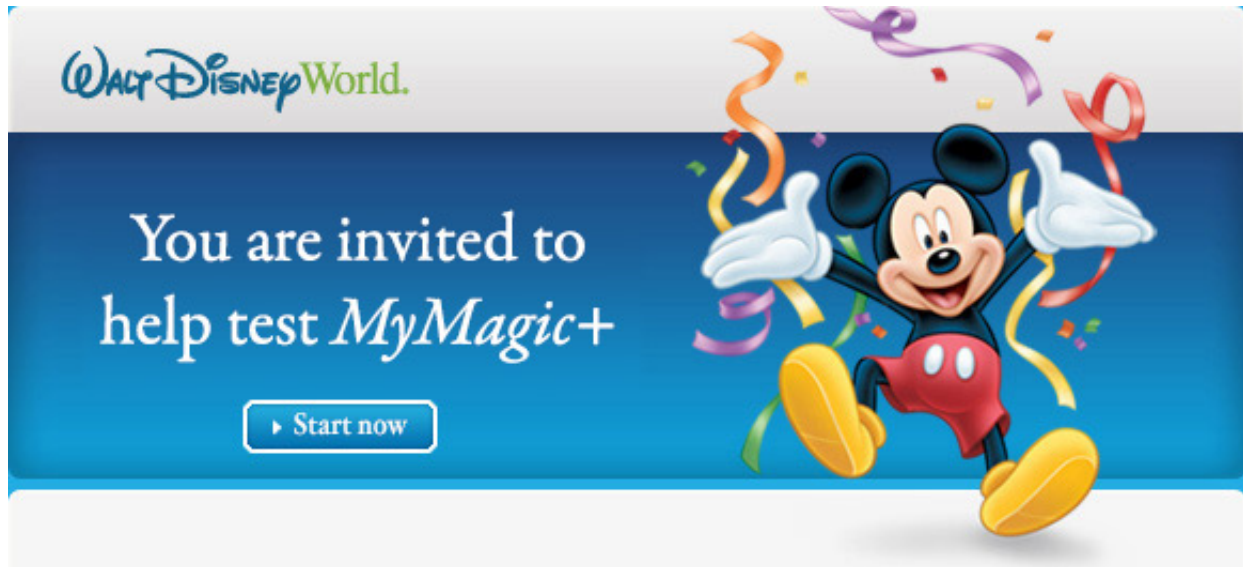 WALT DISNEY World.
You are invited to
help test MyMagic+
Start now